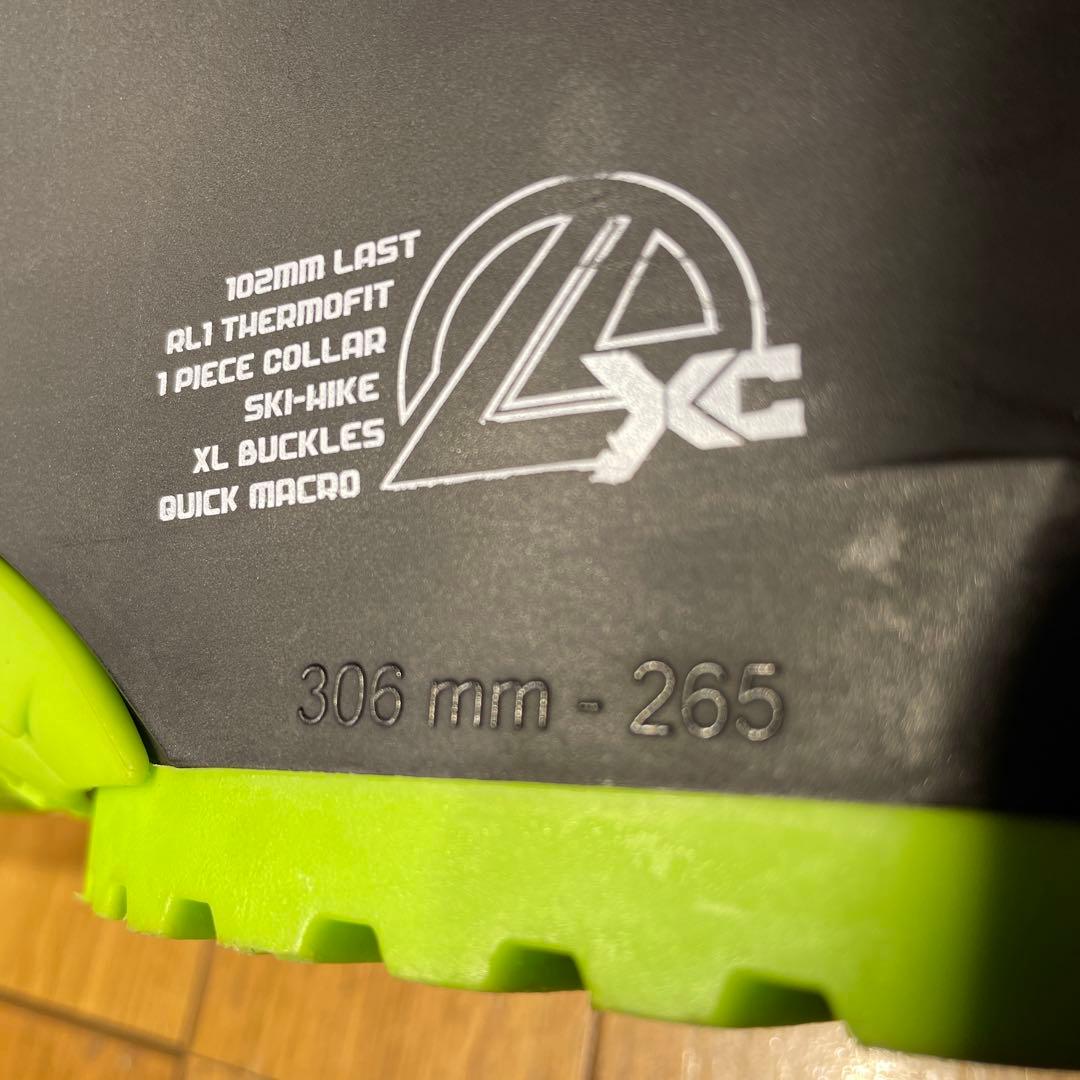 102MM LAST
RL1 THERMOFIT
1 PIECE COLLAR
SKI-HIKE
XL BUCKLES
QUICK MACRO
XC
306 mm - 265